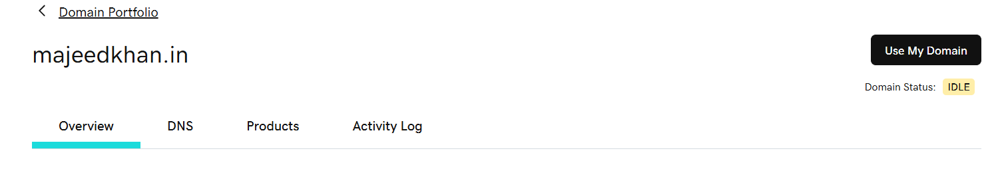 Domain Portfolio
majeedkhan.in
Use My Domain
Domain Status: IDLE
Overview DNS Products Activity Log